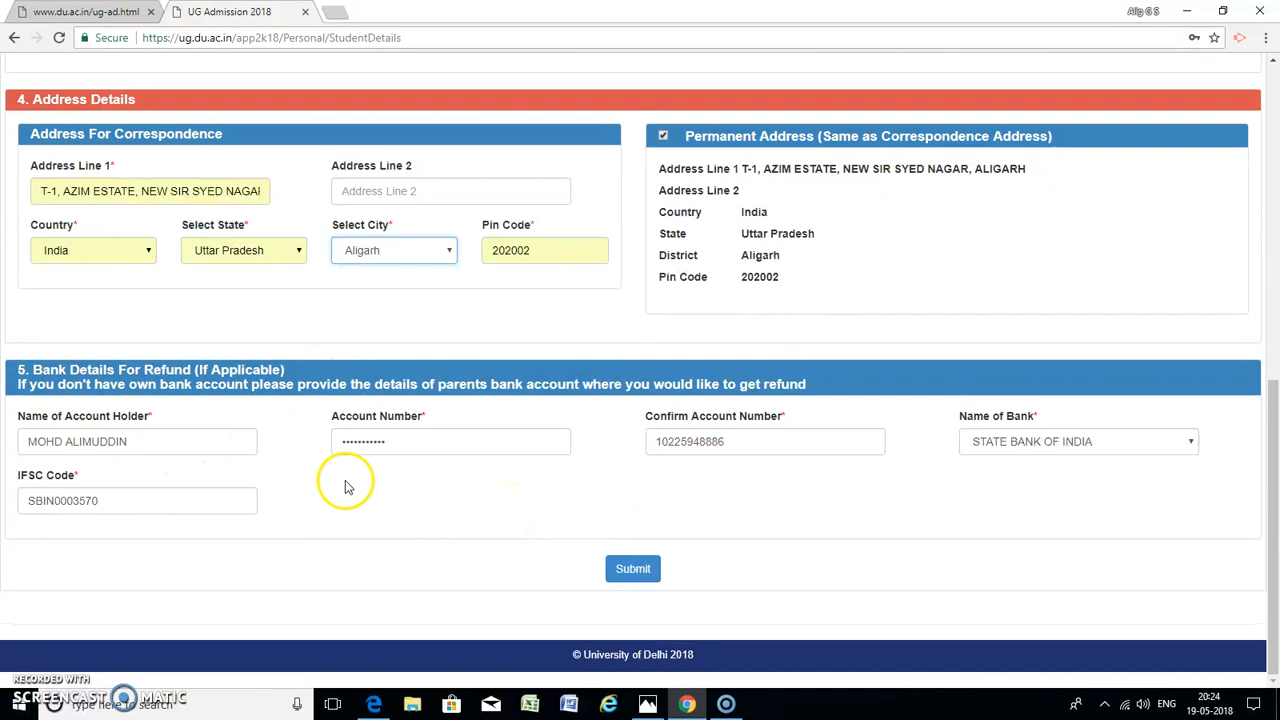 www.du.ac.in/ug-ad.html
UG Admission 2018
Alig G S
Secure
https://ug.du.ac.in/app2k18/Personal/StudentDetails
4. Address Details
Address For Correspondence
Permanent Address (Same as Correspondence Address)
Address Line 1*
Address Line 2
T-1, AZIM ESTATE, NEW SIR SYED NAGAR
Address Line 2
Country*
Select State*
Select City*
Pin Code*
India
Uttar Pradesh
Aligarh
202002
Address Line 1 T-1, AZIM ESTATE, NEW SIR SYED NAGAR, ALIGARH
Address Line 2
Country India
State Uttar Pradesh
District Aligarh
Pin Code 202002
5. Bank Details For Refund (If Applicable)
If you don't have own bank account please provide the details of parents bank account where you would like to get refund
Name of Account Holder*
Account Number*
Confirm Account Number*
Name of Bank*
MOHD ALIMUDDIN
•••••••••••
10225948886
STATE BANK OF INDIA
IFSC Code*
SBIN0003570
Submit
© University of Delhi 2018
RECORDED WITH
SCREENCAST MATIC
Type here to search
ENG
20:24
19-05-2018